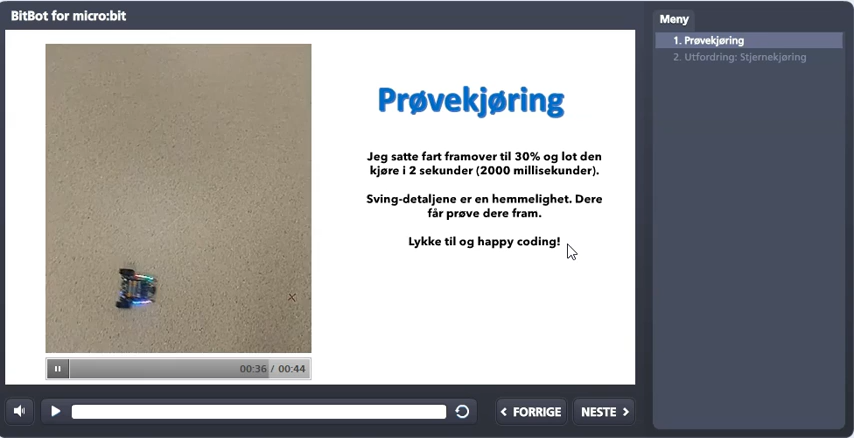 BitBot for micro:bit
Prøvekjøring
Jeg satte fart framover til 30% og lot den
kjøre i 2 sekunder (2000 millisekunder).
Sving-detaljene er en hemmelighet. Dere
får prøve dere fram.
Lykke til og happy coding!
00:36 / 00:44
FORRIGE
NESTE
Meny
1. Prøvekjøring
2. Utfordring: Stjernekjøring